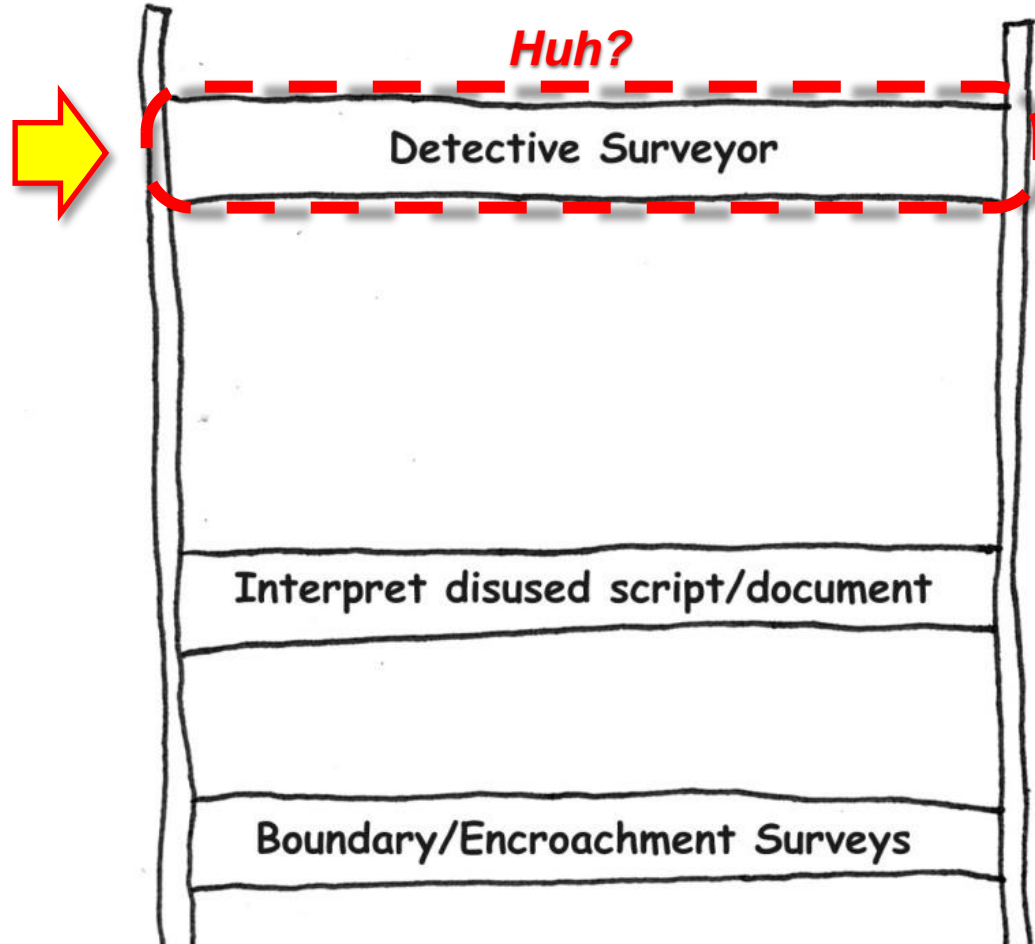 Huh?
Detective Surveyor
Interpret disused script/document
Boundary/Encroachment Surveys